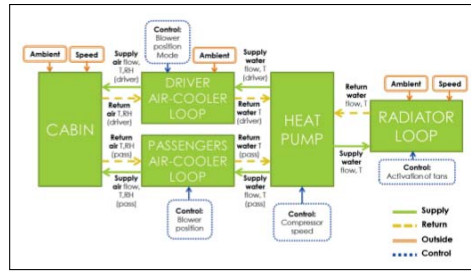 Ambient
Speed
Supply
air flow,
T,RH
(driver)
Control:
Blower
position
Mode
Ambient
Supply
water
flow, T
(driver)
DRIVER
AIR-COOLER
LOOP
Return
air T,RH
(driver)
Return
water T
(driver)
CABIN
HEAT
PUMP
Return
water
flow, T
Ambient
Speed
RADIATOR
LOOP
Return
air T,RH
(pass)
PASSENGERS
AIR-COOLER
LOOP
Return
water T
(pass)
Supply
air flow,
T,RH
(pass)
Supply
water
flow, T
(pass)
Supply
water
flow, T
Control:
Activation of fans
Control:
Blower
position
Control:
Compressor
speed
Supply
Return
Outside
Control